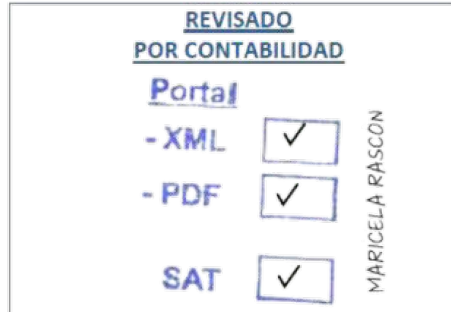 REVISADO
POR CONTABILIDAD
Portal
- XML ✓
- PDF ✓
SAT ✓
MARICELA RASCON